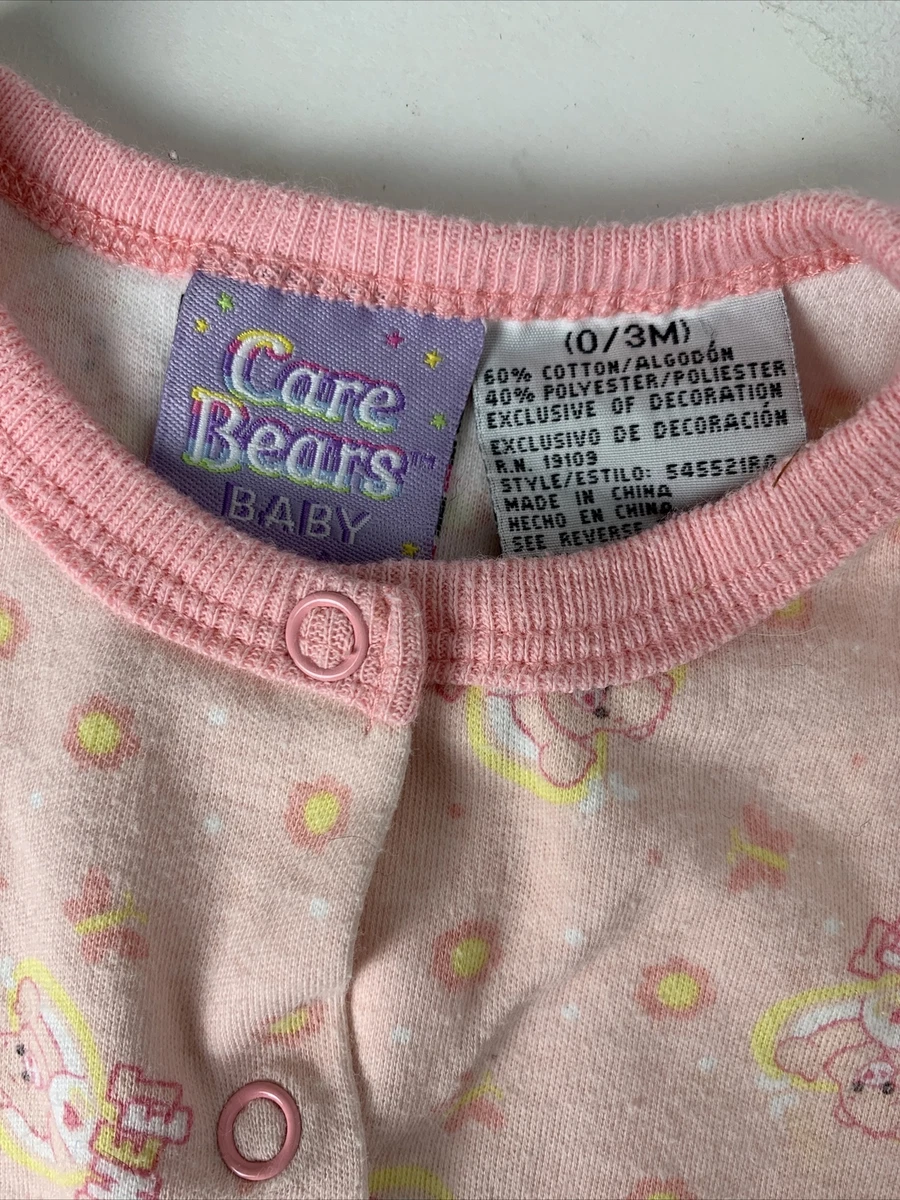 Care
Bears™
BABY
(0/3M)
60% COTTON/ALGODÓN
40% POLYESTER/POLIESTER
EXCLUSIVE OF DECORATION
EXCLUSIVO DE DECORACIÓN
R.N. 19109
STYLE/ESTILO:
MADE IN CHINA
HECHO EN CHINA
SEE REVERSE